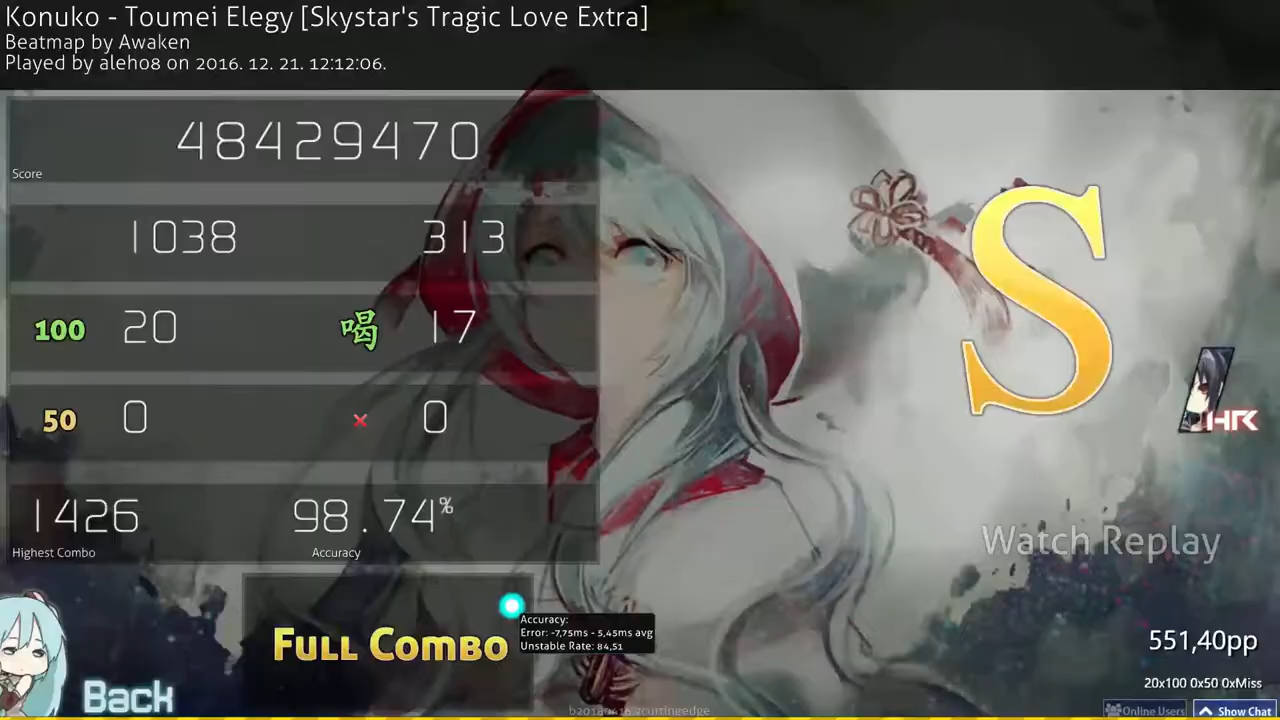 Konuko - Toumei Elegy [Skystar's Tragic Love Extra]
Beatmap by Awaken
Played by aleho8 on 2016. 12. 21. 12:12:06.
48429470
Score
1038 313
100 20 喝 17
50 0 × 0
1426 98.74%
Highest Combo Accuracy
HR
Watch Replay
Accuracy:
Error: -7,75ms - 5,45ms avg
Unstable Rate: 84,51
Full Combo
551,40pp
20x100 0x50 0xMiss
Back
Online Users Show Chat